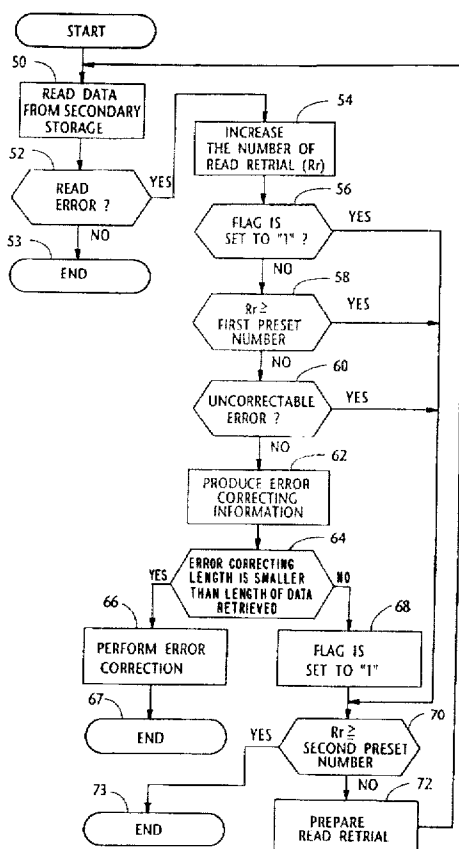 START
50
READ DATA
FROM SECONDARY
STORAGE
52
READ
ERROR ?
YES
NO
53
END
54
INCREASE
THE NUMBER OF
READ RETRIAL (Rr)
56
FLAG IS
SET TO "1" ?
YES
NO
58
Rr ≥
FIRST PRESET
NUMBER
YES
NO
60
UNCORRECTABLE
ERROR ?
YES
NO
62
PRODUCE ERROR
CORRECTING
INFORMATION
64
ERROR CORRECTING
LENGTH IS SMALLER
THAN LENGTH OF DATA
RETRIEVED
YES
NO
66
PERFORM ERROR
CORRECTION
67
END
68
FLAG IS
SET TO "1"
70
Rr ≧
SECOND PRESET
NUMBER
YES
NO
73
END
72
PREPARE
READ RETRIAL